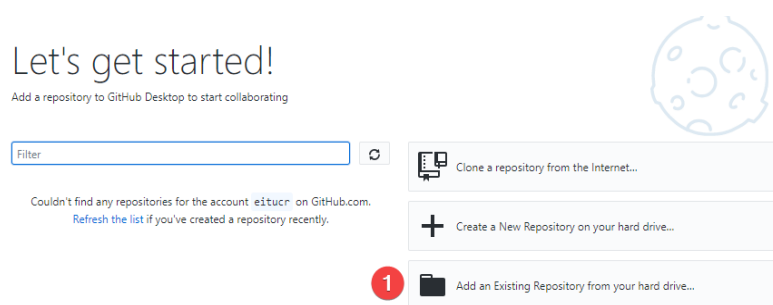 Let's get started!
Add a repository to GitHub Desktop to start collaborating
Filter
Couldn't find any repositories for the account eitucr on GitHub.com.
Refresh the list if you've created a repository recently.
Clone a repository from the Internet...
Create a New Repository on your hard drive...
1
Add an Existing Repository from your hard drive...